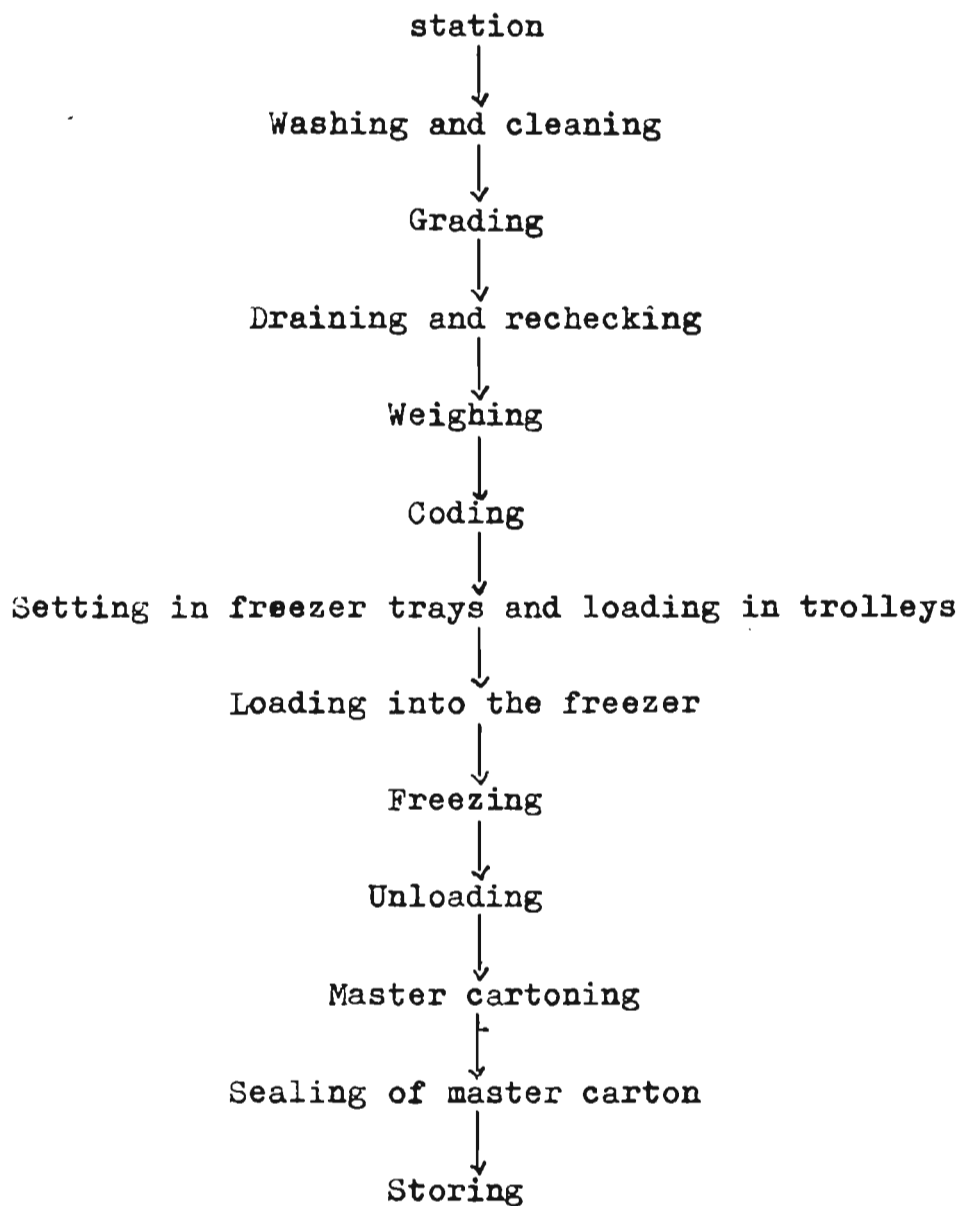 station
Washing and cleaning
Grading
Draining and rechecking
Weighing
Coding
Setting in freezer trays and loading in trolleys
Loading into the freezer
Freezing
Unloading
Master cartoning
Sealing of master carton
Storing